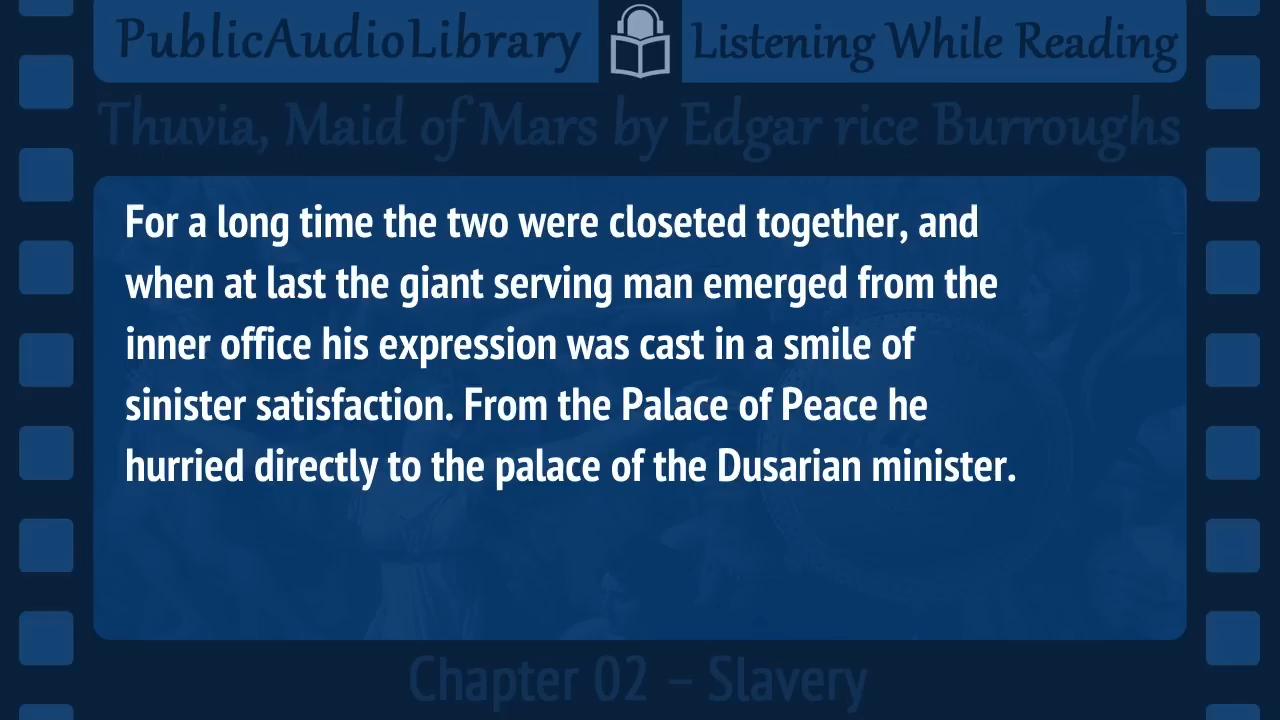 PublicAudioLibrary Listening While Reading
Thuvia, Maid of Mars by Edgar rice Burroughs
For a long time the two were closeted together, and
when at last the giant serving man emerged from the
inner office his expression was cast in a smile of
sinister satisfaction. From the Palace of Peace he
hurried directly to the palace of the Dusarian minister.
Chapter 02 – Slavery